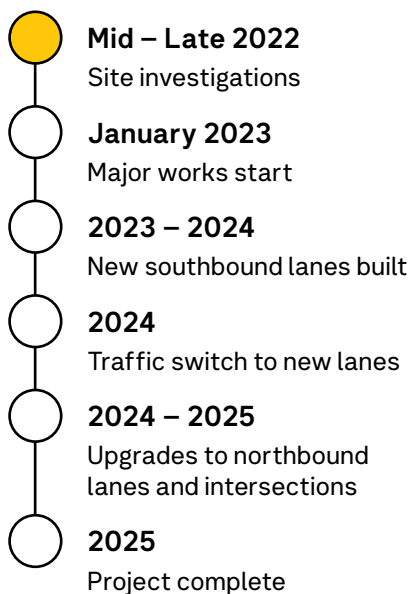 Mid – Late 2022
Site investigations
January 2023
Major works start
2023 – 2024
New southbound lanes built
2024
Traffic switch to new lanes
2024 – 2025
Upgrades to northbound
lanes and intersections
2025
Project complete